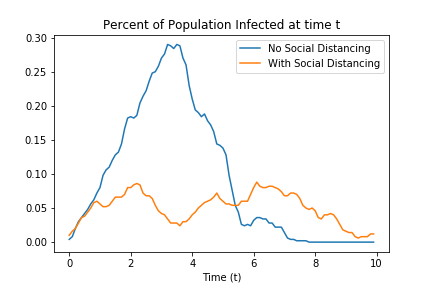 Percent of Population Infected at time t
No Social Distancing
With Social Distancing
0.30
0.25
0.20
0.15
0.10
0.05
0.00
0 2 4 6 8 10
Time (t)